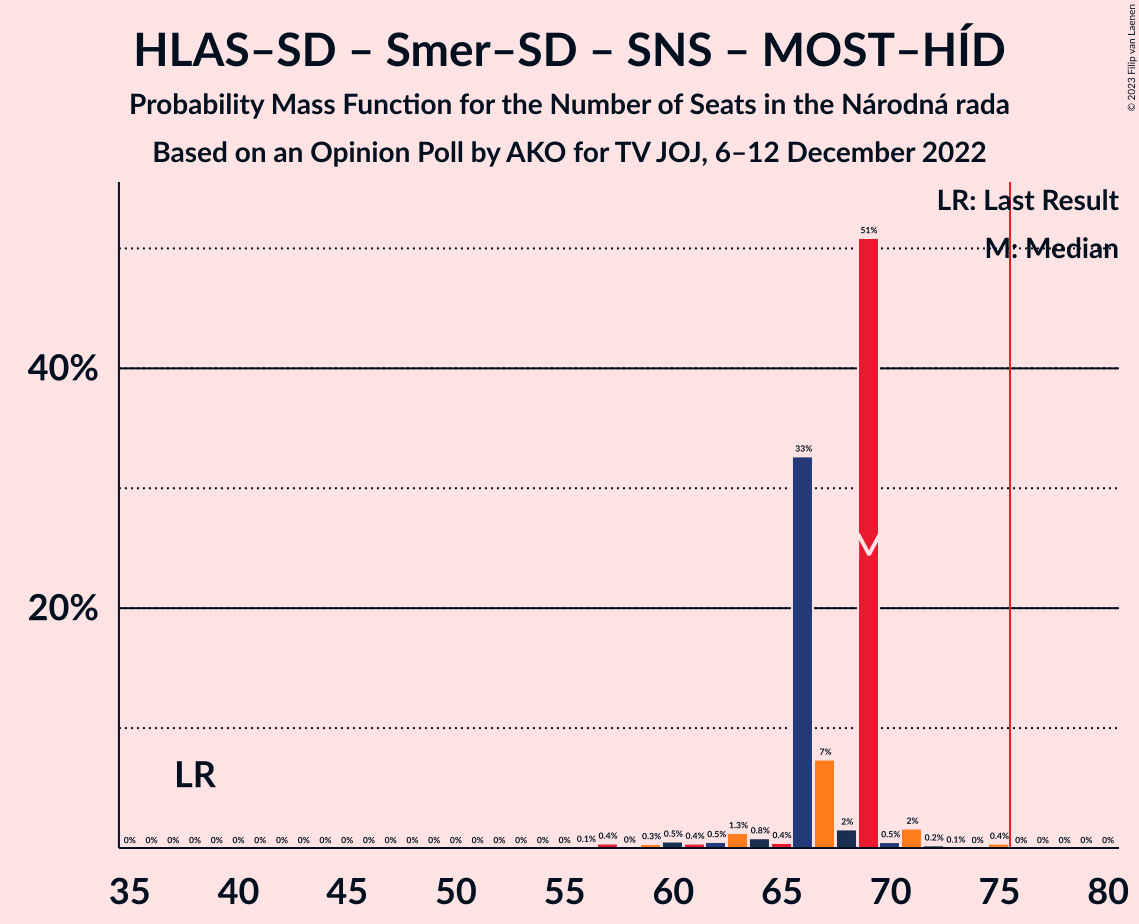 HLAS–SD – Smer–SD – SNS – MOST–HÍD
Probability Mass Function for the Number of Seats in the Národná rada
Based on an Opinion Poll by AKO for TV JOJ, 6–12 December 2022
© 2023 Filip van Laenen
LR: Last Result
M: Median
51%
40%
33%
20%
7%
LR
0% 0% 0% 0% 0% 0% 0% 0% 0% 0% 0% 0% 0% 0% 0% 0% 0% 0% 0% 0% 0% 0.1% 0.4% 0% 0.3% 0.5% 0.4% 0.5% 1.3% 0.8% 0.4% 2% 0.5% 2% 0.2% 0.1% 0% 0.4% 0% 0% 0% 0% 0%
35 40 45 50 55 60 65 70 75 80